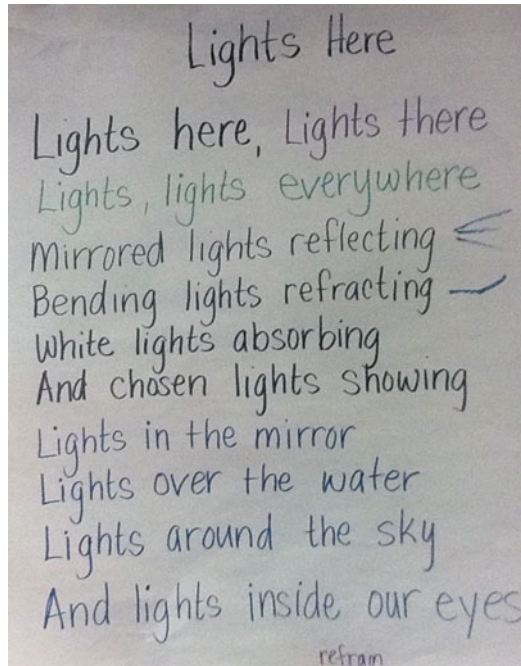 Lights Here
Lights here, Lights there
Lights, lights everywhere
Mirrored lights reflecting
Bending lights refracting
White lights absorbing
And chosen lights showing
Lights in the mirror
Lights over the water
Lights around the sky
And lights inside our eyes
refrain